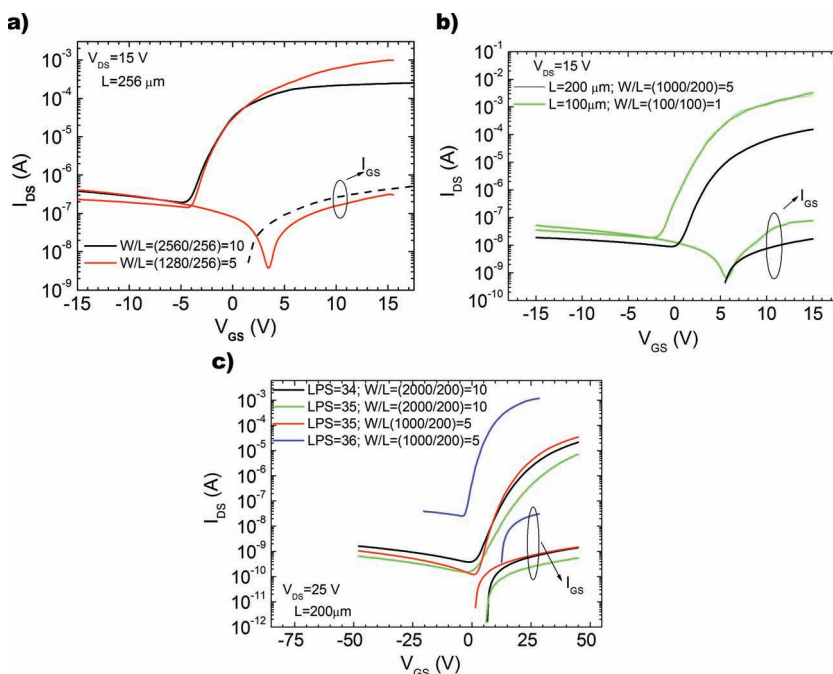 a)
V_DS=15 V
L=256 μm
10⁻³
10⁻⁴
10⁻⁵
10⁻⁶
10⁻⁷
10⁻⁸
10⁻⁹
I_DS (A)
I_GS
W/L=(2560/256)=10
W/L=(1280/256)=5
-15 -10 -5 0 5 10 15
V_GS (V)
b)
V_DS=15 V
L=200 μm; W/L=(1000/200)=5
L=100μm; W/L=(100/100)=1
10⁻¹
10⁻²
10⁻³
10⁻⁴
10⁻⁵
10⁻⁶
10⁻⁷
10⁻⁸
10⁻⁹
10⁻¹⁰
I_DS (A)
I_GS
-15 -10 -5 0 5 10 15
V_GS (V)
c)
LPS=34; W/L=(2000/200)=10
LPS=35; W/L=(2000/200)=10
LPS=35; W/L(1000/200)=5
LPS=36; W/L=(1000/200)=5
10⁻³
10⁻⁴
10⁻⁵
10⁻⁶
10⁻⁷
10⁻⁸
10⁻⁹
10⁻¹⁰
10⁻¹¹
10⁻¹²
I_DS (A)
I_GS
V_DS=25 V
L=200μm
-75 -50 -25 0 25 50
V_GS (V)